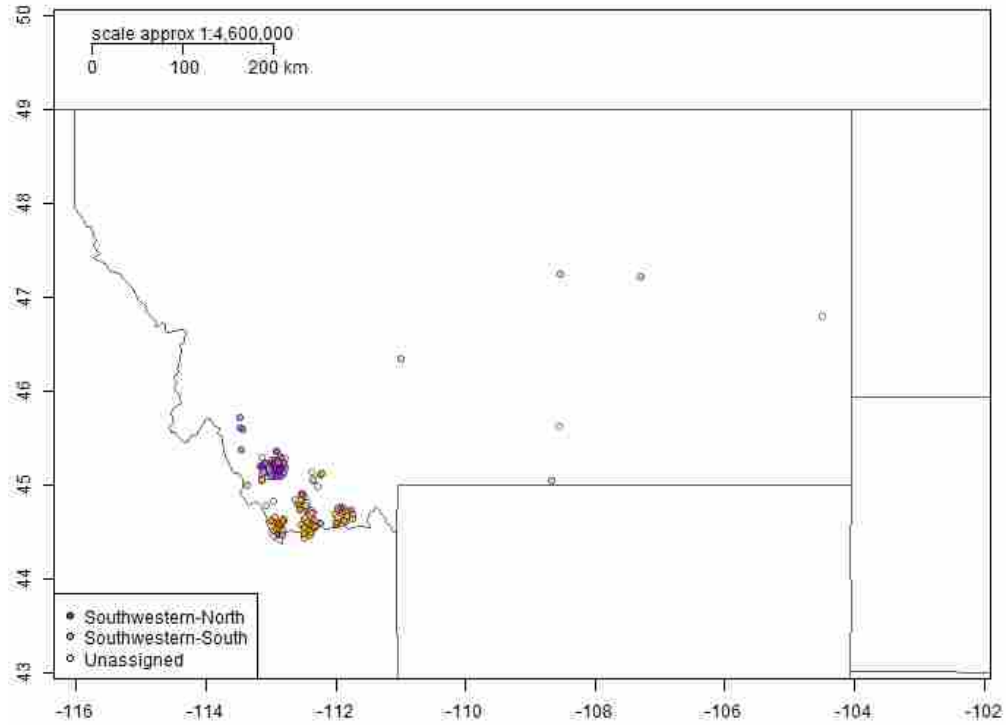 scale approx 1:4,600,000
0 100 200 km
50
49
48
47
46
45
44
43
Southwestern-North
Southwestern-South
Unassigned
-116 -114 -112 -110 -108 -106 -104 -102